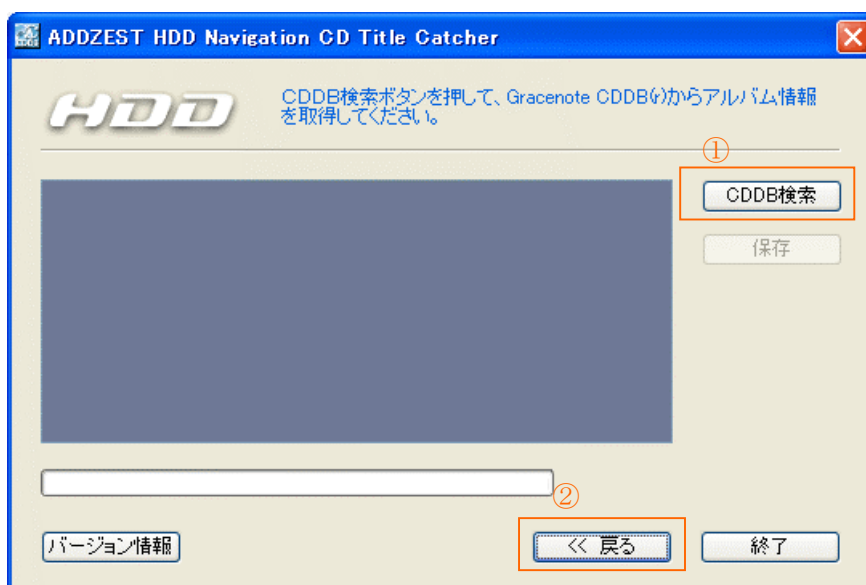 ADDZEST HDD Navigation CD Title Catcher
HDD
CDDB検索ボタンを押して、Gracenote CDDB(r)からアルバム情報
を取得してください。
①
CDDB検索
保存
②
バージョン情報
<< 戻る
終了